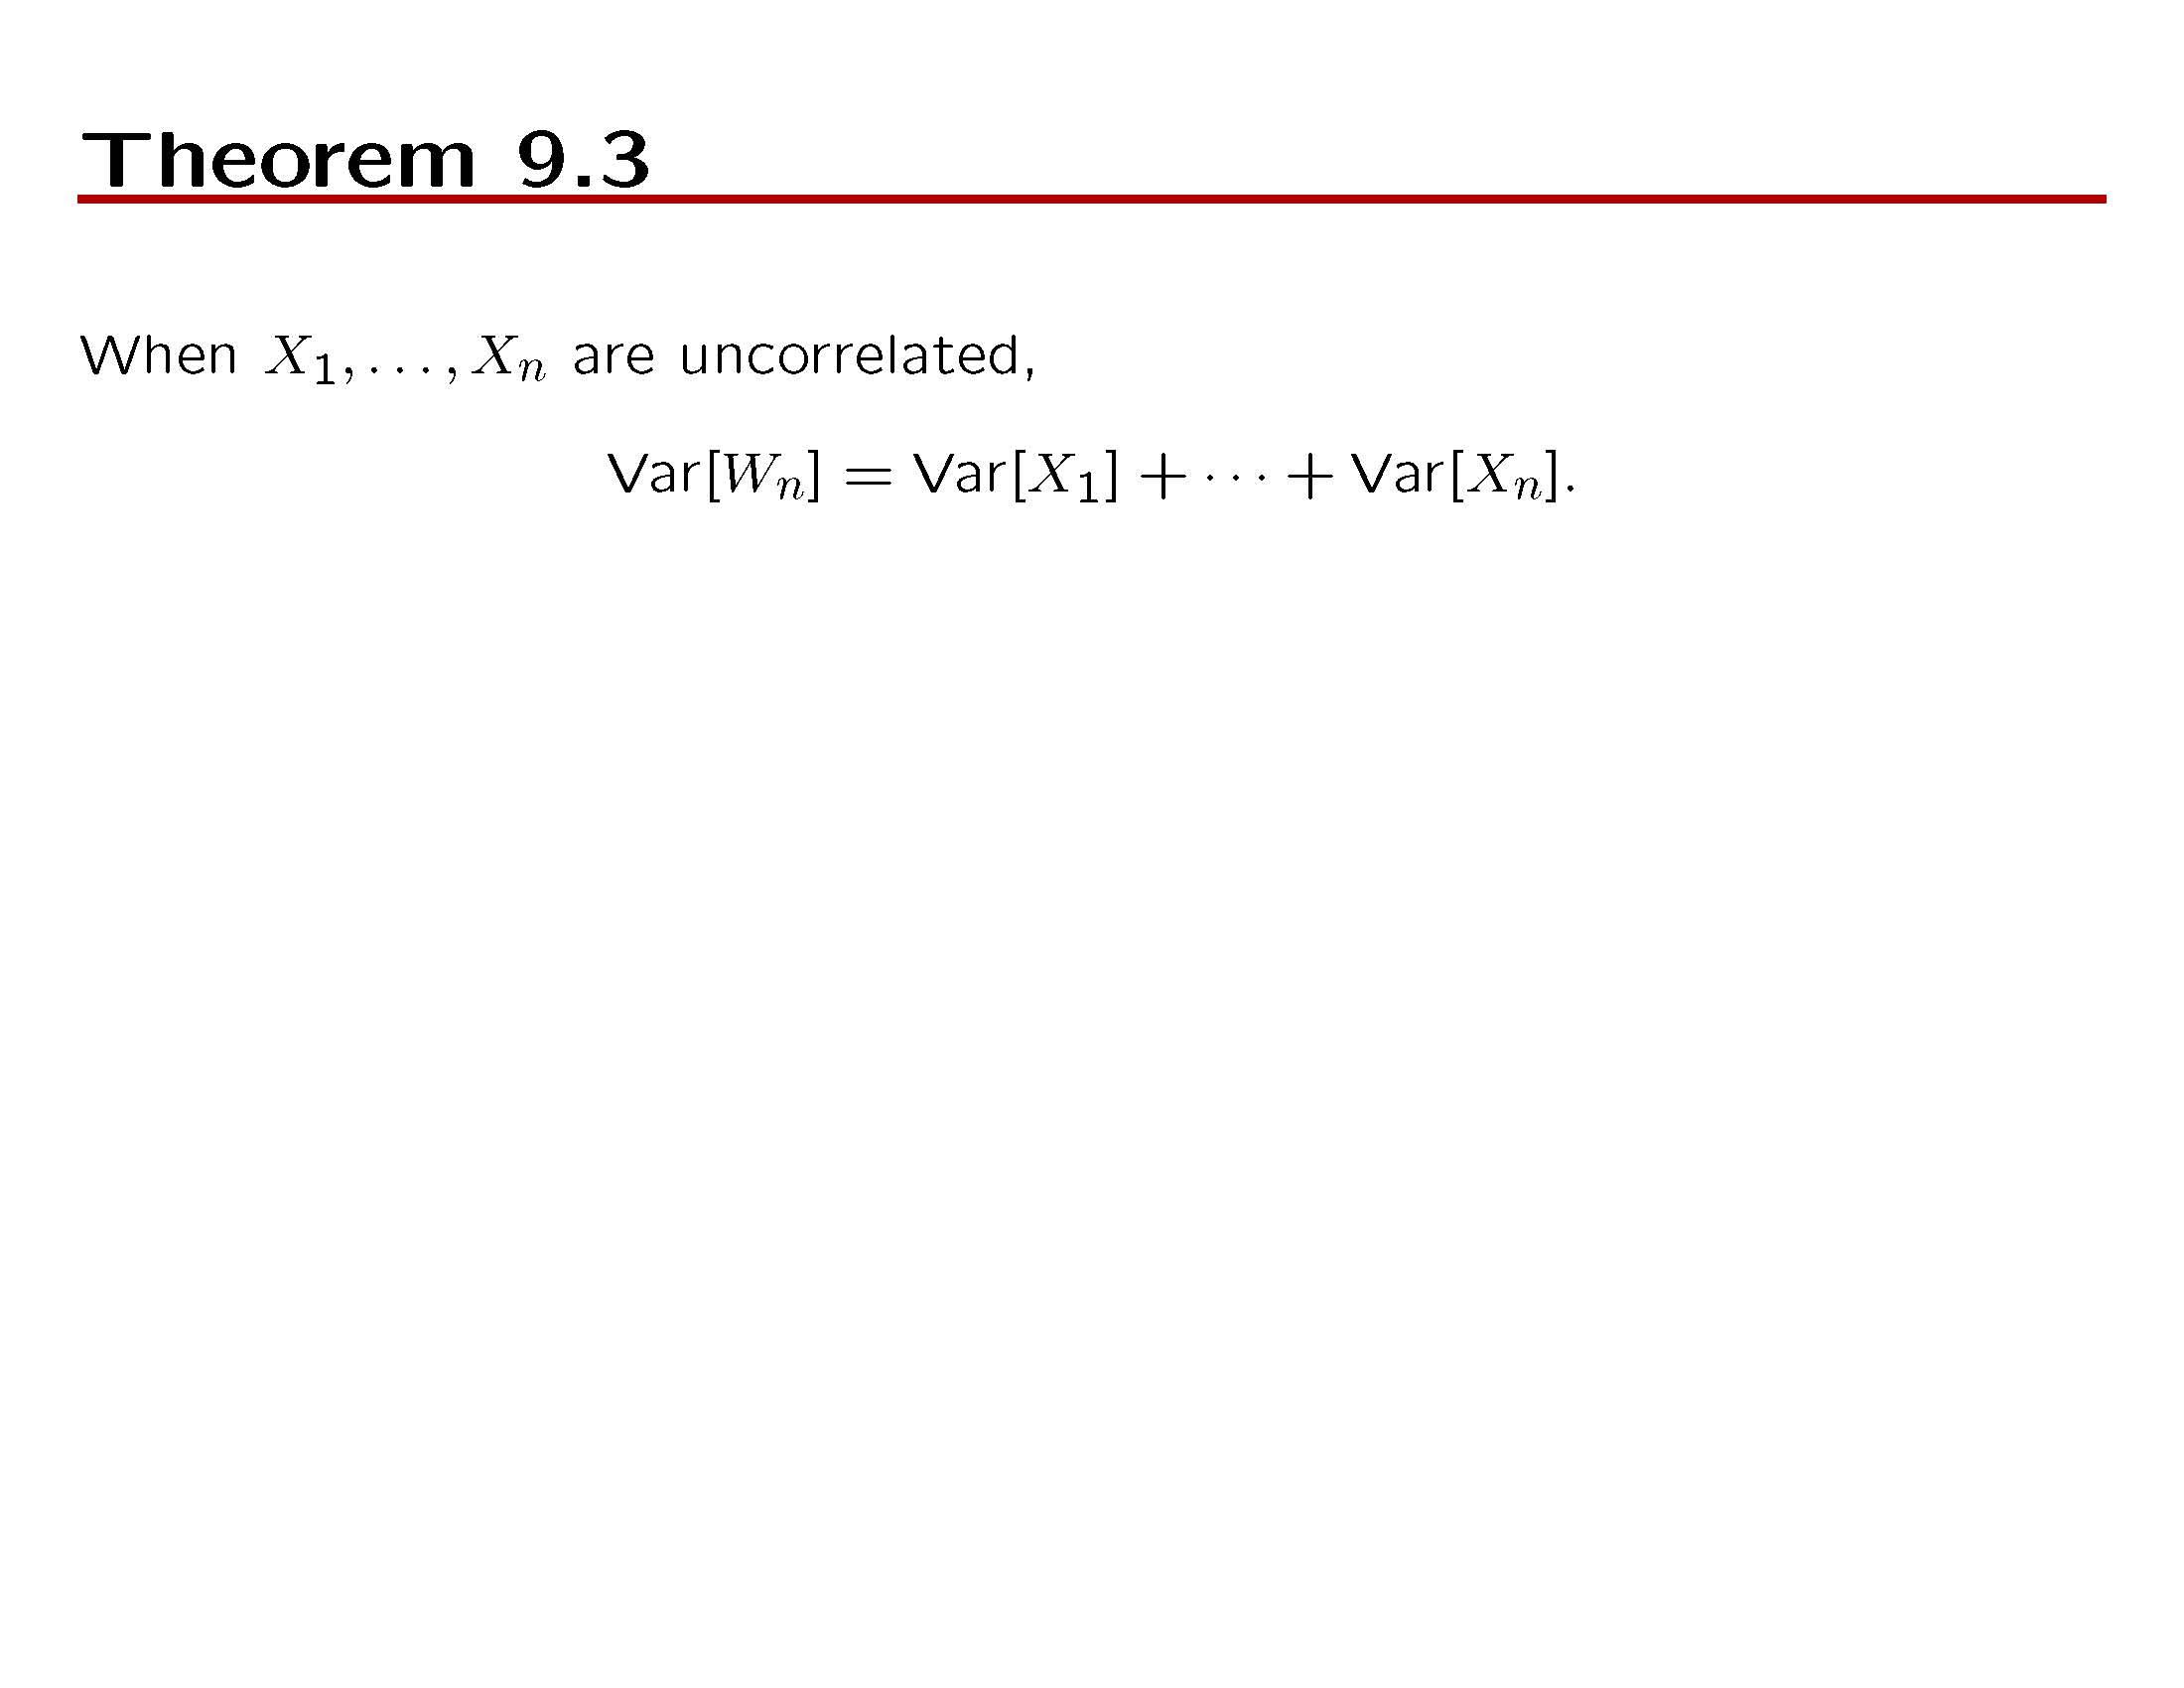 Theorem 9.3
When X₁, . . . , Xₙ are uncorrelated,
Var[Wₙ] = Var[X₁] + · · · + Var[Xₙ].